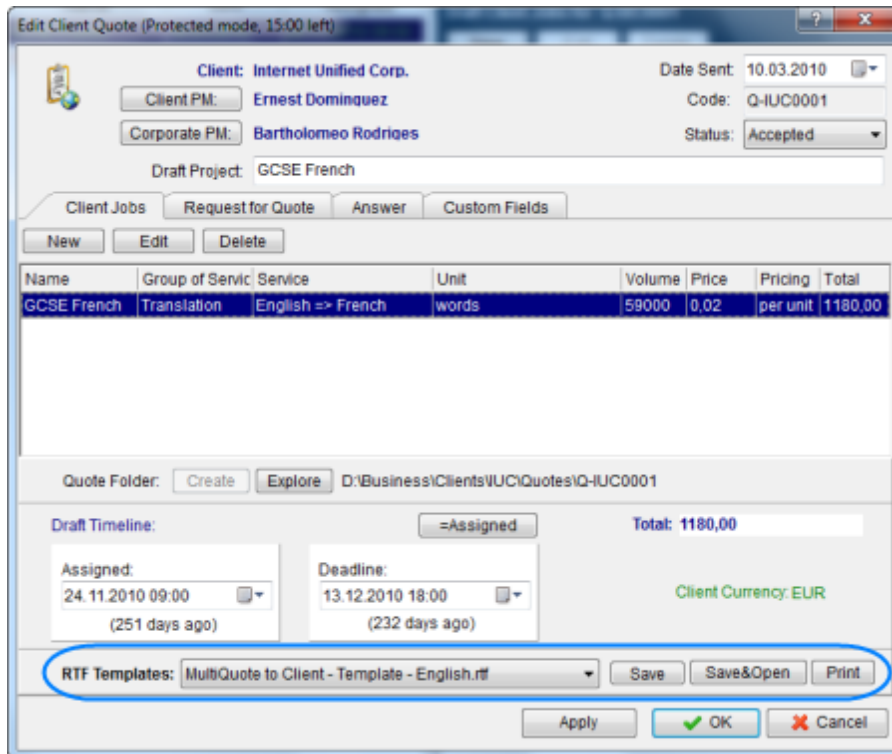 Edit Client Quote (Protected mode, 15:00 left)
Client: Internet Unified Corp. Date Sent: 10.03.2010
Client PM: Ernest Dominquez Code: Q-IUC0001
Corporate PM: Bartholomeo Rodriges Status: Accepted
Draft Project: GCSE French
Client Jobs Request for Quote Answer Custom Fields
New Edit Delete
Name Group of Servic Service Unit Volume Price Pricing Total
GCSE French Translation English => French words 59000 0,02 per unit 1180,00
Quote Folder: Create Explore D:\Business\Clients\IUC\Quotes\Q-IUC0001
Draft Timeline: =Assigned Total: 1180,00
Assigned: Deadline:
24.11.2010 09:00 13.12.2010 18:00 Client Currency: EUR
(251 days ago) (232 days ago)
RTF Templates: MultiQuote to Client - Template - English.rtf Save Save&Open Print
Apply OK Cancel